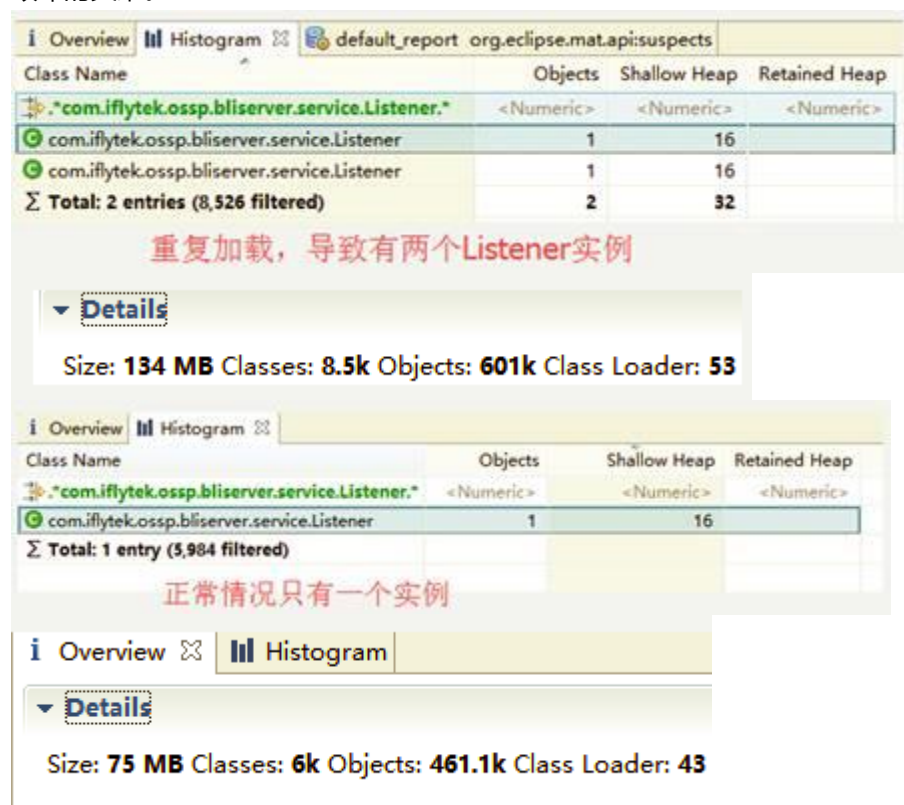 Overview Histogram default_report org.eclipse.mat.api:suspects
Class Name Objects Shallow Heap Retained Heap
.*com.iflytek.ossp.bliserver.service.Listener.* <Numeric> <Numeric> <Numeric>
com.iflytek.ossp.bliserver.service.Listener 1 16
com.iflytek.ossp.bliserver.service.Listener 1 16
Σ Total: 2 entries (8,526 filtered) 2 32
重复加载，导致有两个Listener实例
Details
Size: 134 MB Classes: 8.5k Objects: 601k Class Loader: 53
Overview Histogram
Class Name Objects Shallow Heap Retained Heap
.*com.iflytek.ossp.bliserver.service.Listener.* <Numeric> <Numeric> <Numeric>
com.iflytek.ossp.bliserver.service.Listener 1 16
Σ Total: 1 entry (5,984 filtered)
正常情况只有一个实例
Overview Histogram
Details
Size: 75 MB Classes: 6k Objects: 461.1k Class Loader: 43